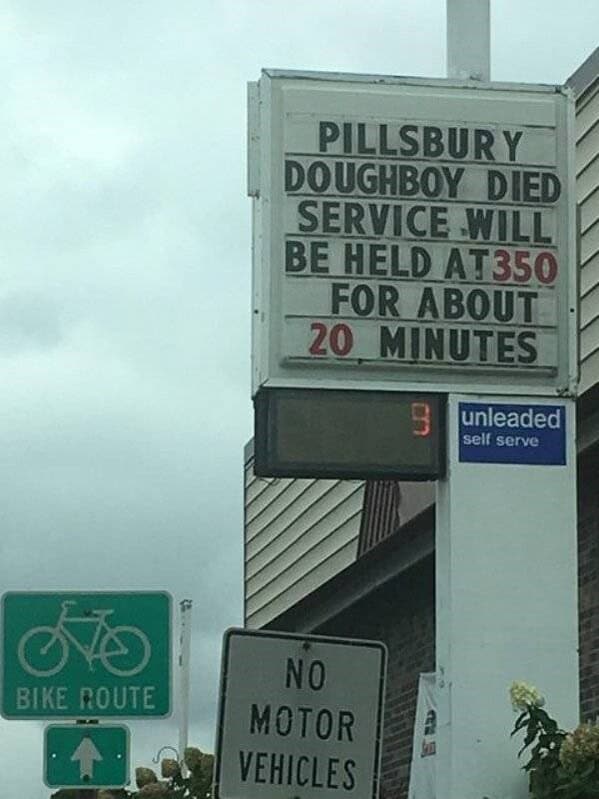 PILLSBURY
DOUGHBOY DIED
SERVICE WILL
BE HELD AT 350
FOR ABOUT
20 MINUTES
9
unleaded
self serve
BIKE ROUTE
NO
MOTOR
VEHICLES